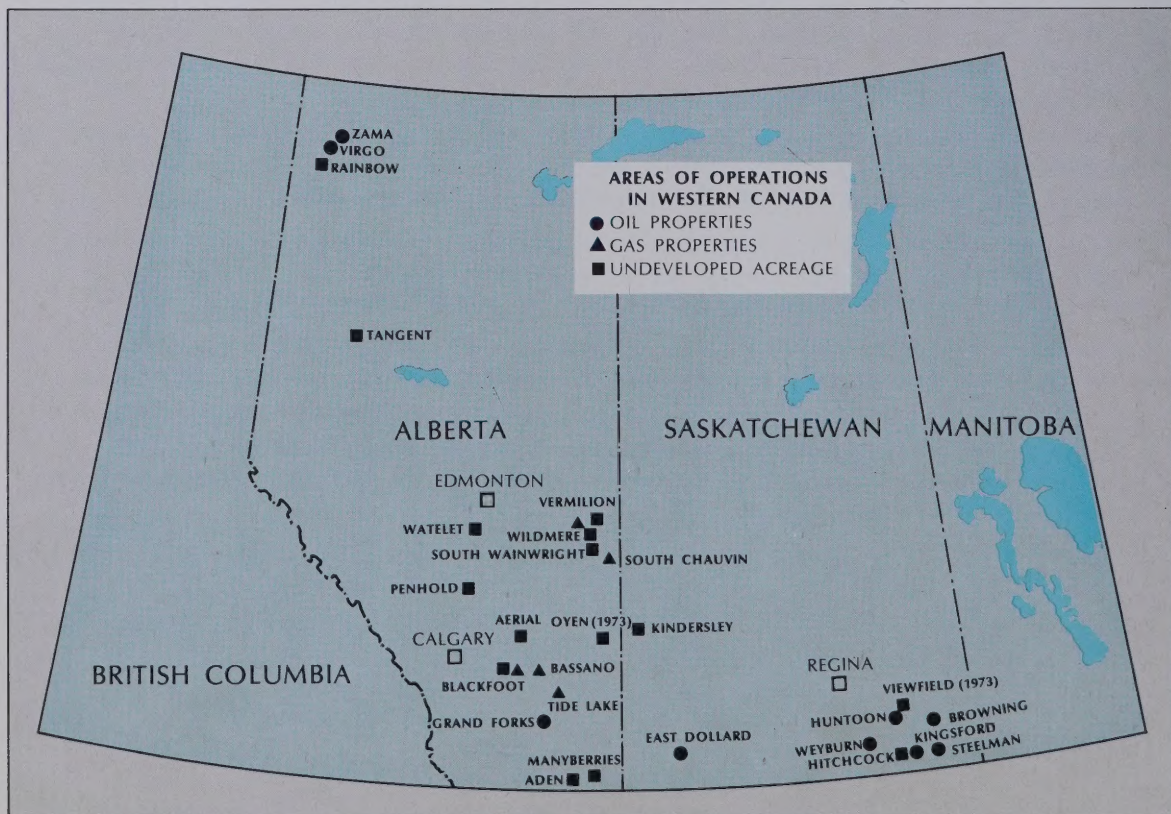 ZAMA
VIRGO
RAINBOW
AREAS OF OPERATIONS
IN WESTERN CANADA
OIL PROPERTIES
GAS PROPERTIES
UNDEVELOPED ACREAGE
TANGENT
ALBERTA
SASKATCHEWAN
MANITOBA
EDMONTON
VERMILION
WATELET
WILDMERE
SOUTH WAINWRIGHT
SOUTH CHAUVIN
PENHOLD
AERIAL
OYEN (1973)
KINDERSLEY
CALGARY
BRITISH COLUMBIA
BASSANO
BLACKFOOT
TIDE LAKE
GRAND FORKS
REGINA
VIEWFIELD (1973)
HUNTOON
BROWNING
EAST DOLLARD
WEYBURN
KINGSFORD
HITCHCOCK
STEELMAN
MANYBERRIES
ADEN